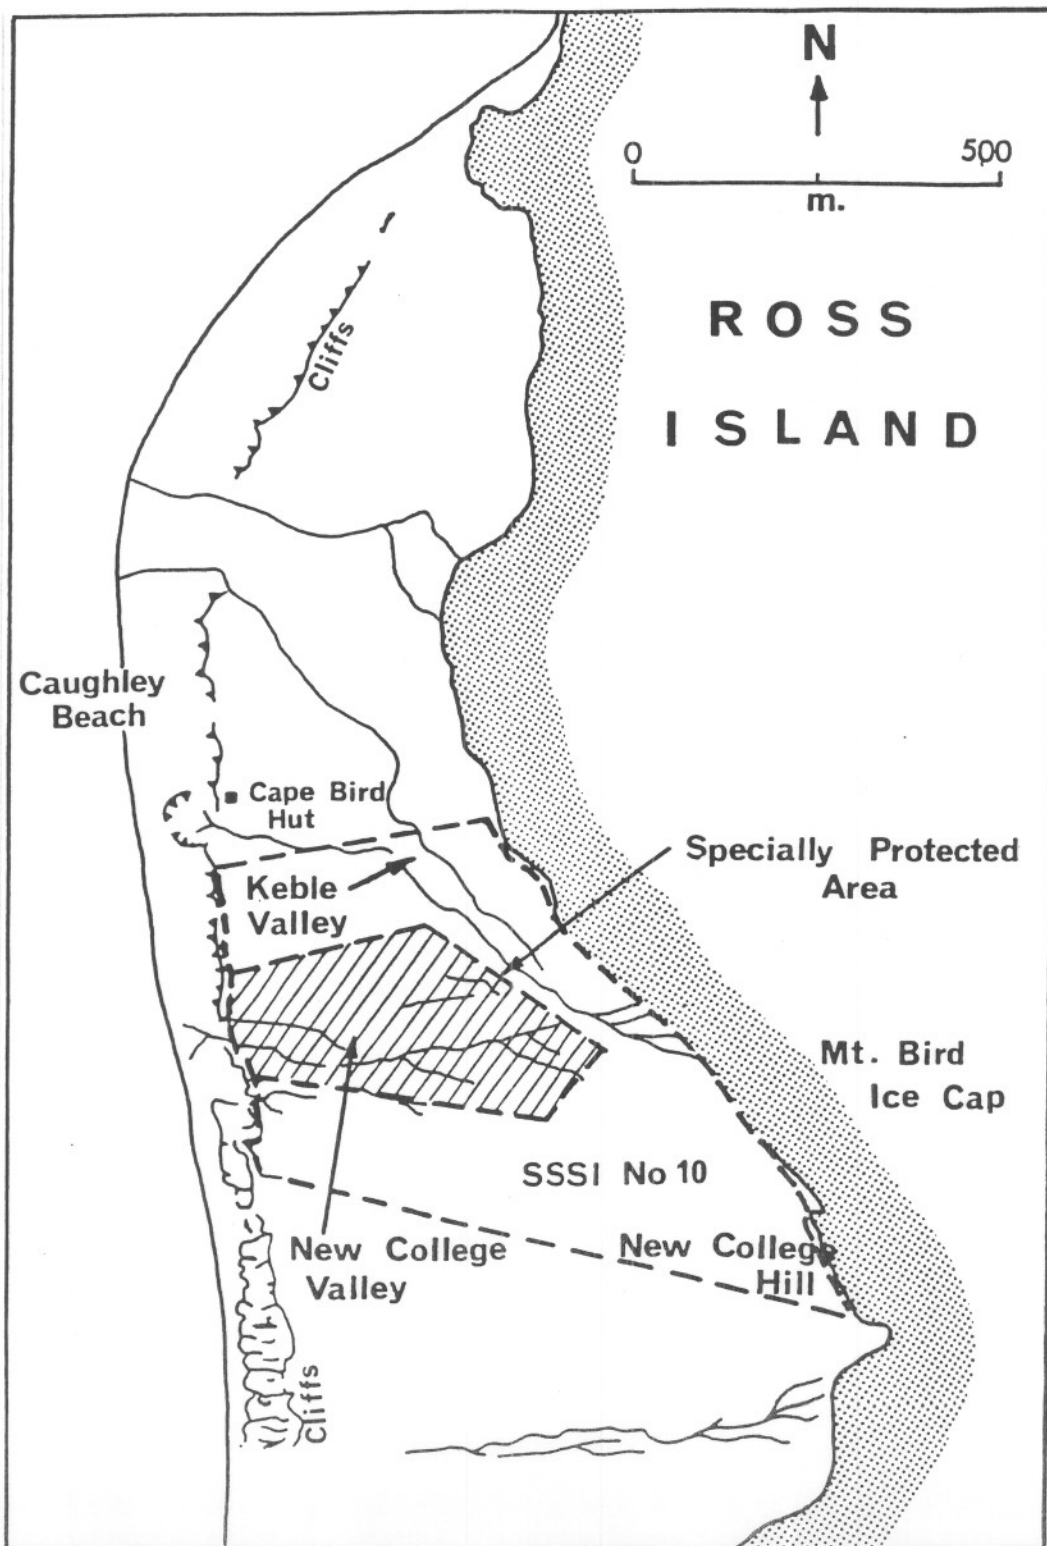 N
0 500
m.
ROSS
ISLAND
Cliffs
Caughley
Beach
Cape Bird
Hut
Specially Protected
Area
Keble
Valley
Mt. Bird
Ice Cap
SSSI No 10
New College
Valley
New College
Hill
Cliffs